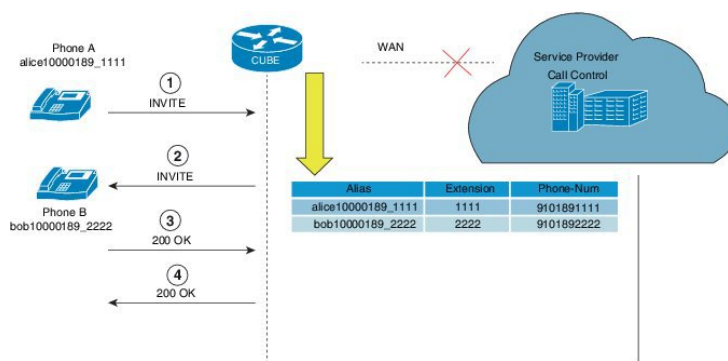 Phone A
alice10000189_1111
CUBE
WAN
Service Provider
Call Control
1
INVITE
2
INVITE
Phone B
bob10000189_2222
3
200 OK
4
200 OK
Alias Extension Phone-Num
alice10000189_1111 1111 9101891111
bob10000189_2222 2222 9101892222